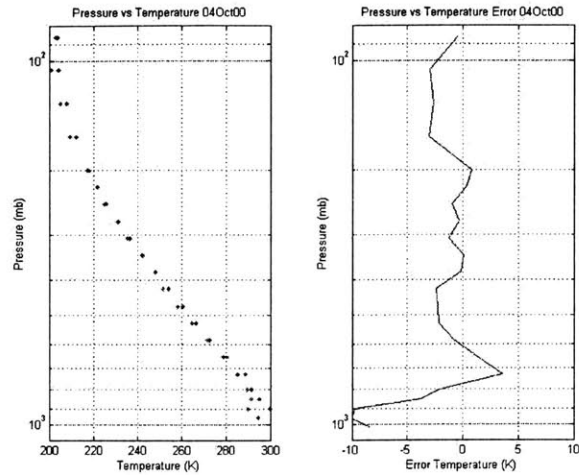 Pressure vs Temperature 04Oct00
Pressure vs Temperature Error 04Oct00
10²
10³
Pressure (mb)
200 220 240 260 280 300
Temperature (K)
10²
10³
Pressure (mb)
-10 -5 0 5 10
Error Temperature (K)